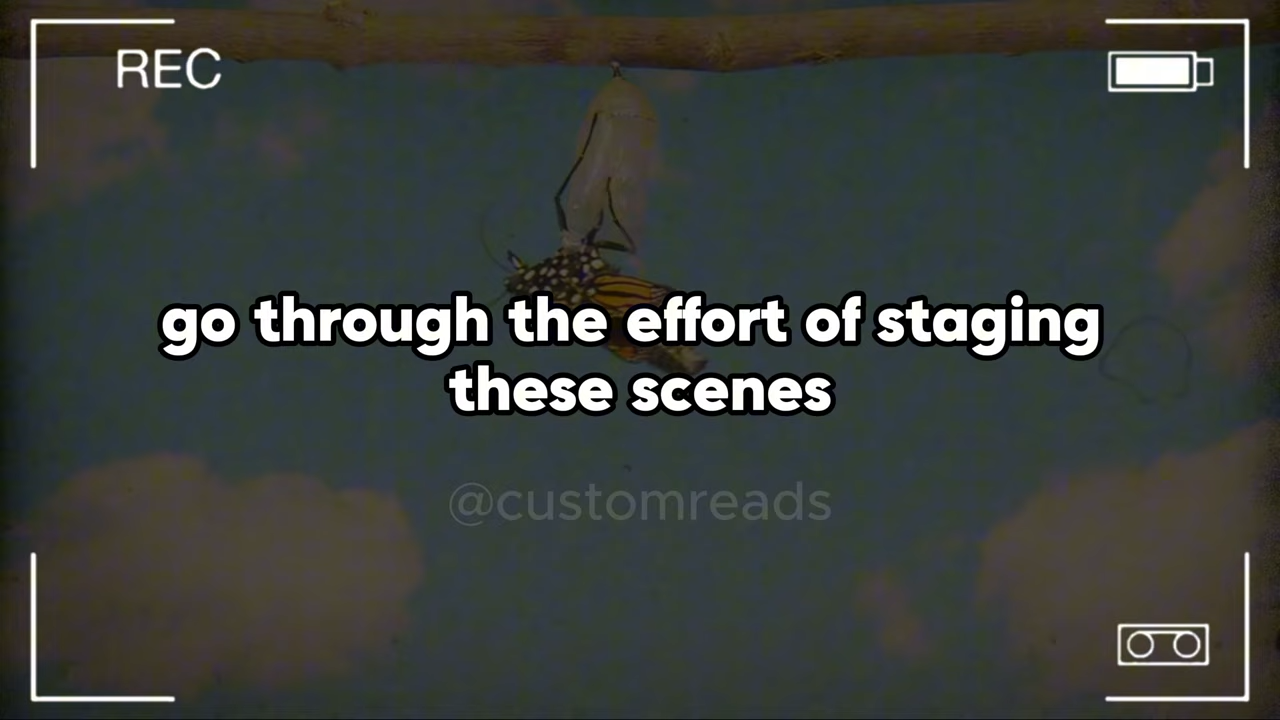 REC
go through the effort of staging
these scenes
@customreads